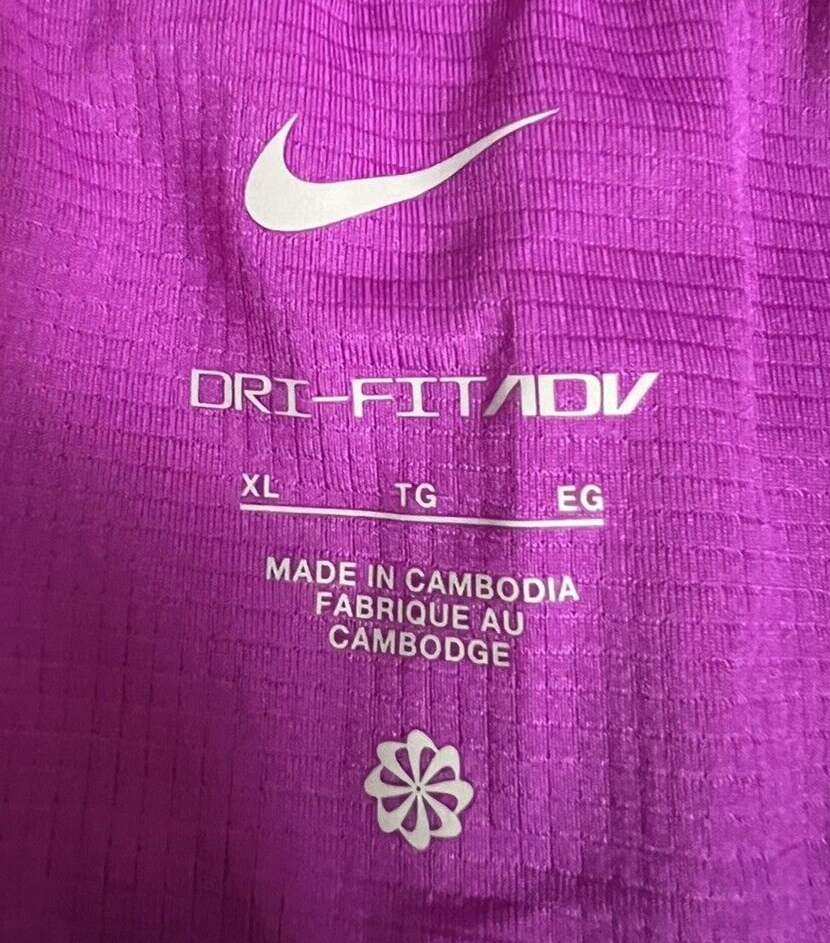 DRI-FIT ADV
XL TG EG
MADE IN CAMBODIA
FABRIQUE AU
CAMBODGE